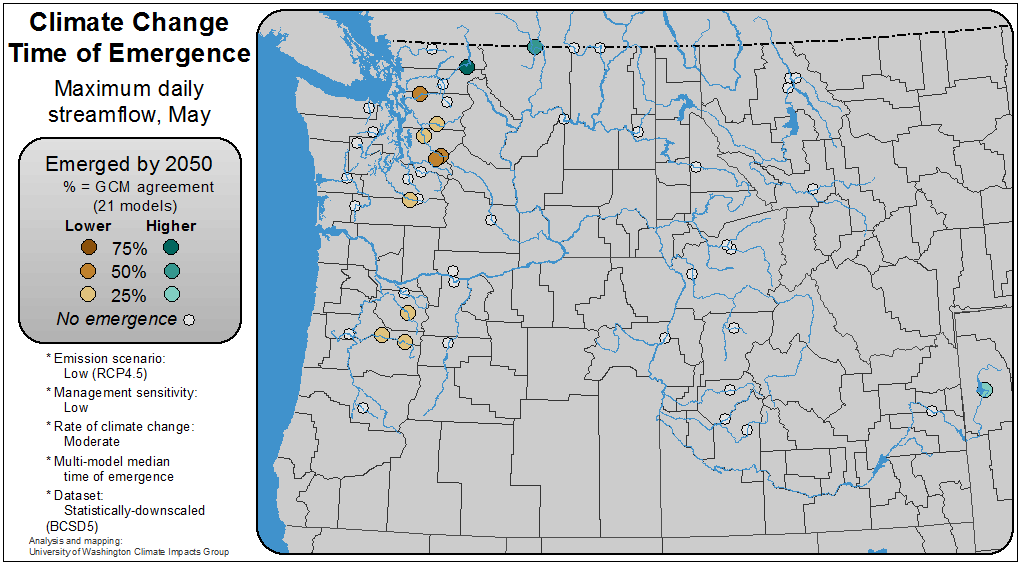 Climate Change
Time of Emergence
Maximum daily
streamflow, May
Emerged by 2050
% = GCM agreement
(21 models)
Lower Higher
75%
50%
25%
No emergence
* Emission scenario:
Low (RCP4.5)
* Management sensitivity:
Low
* Rate of climate change:
Moderate
* Multi-model median
time of emergence
* Dataset:
Statistically-downscaled
(BCSD5)
Analysis and mapping:
University of Washington Climate Impacts Group